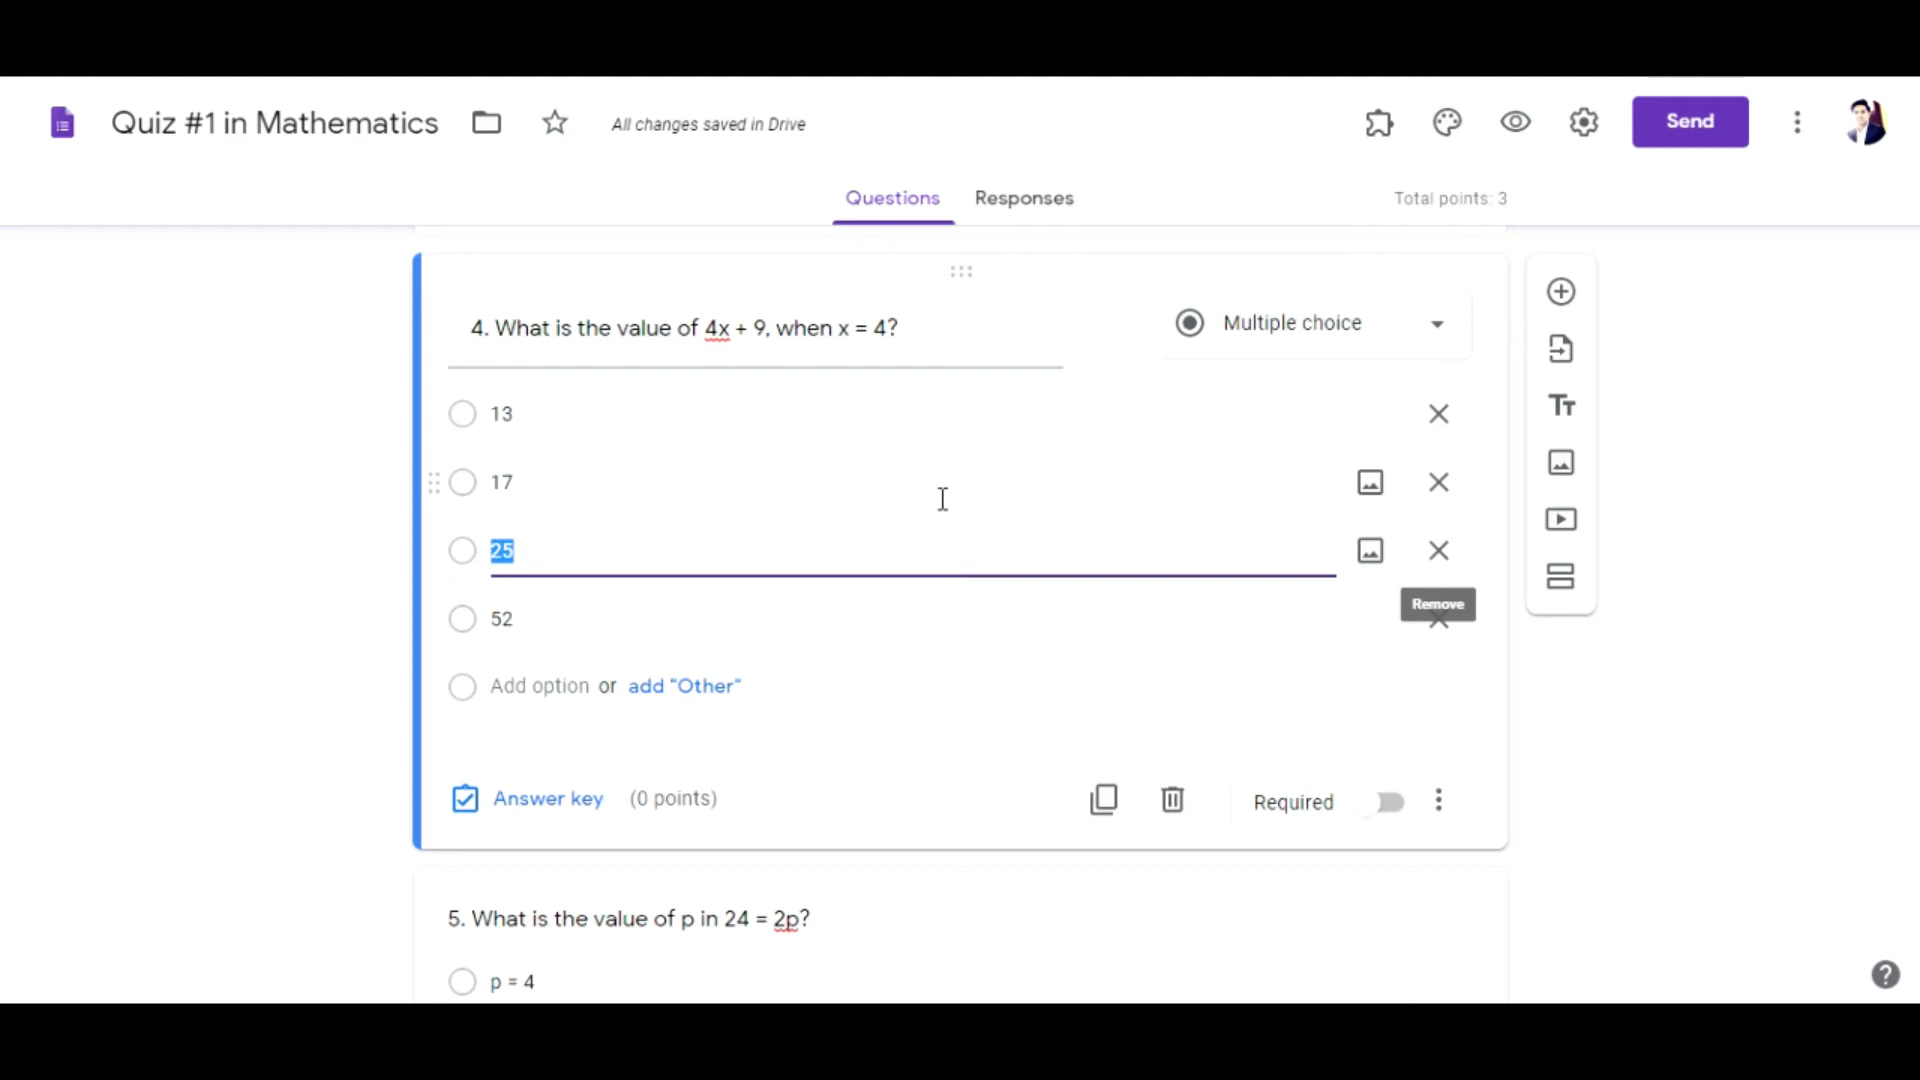 Quiz #1 in Mathematics
All changes saved in Drive
Send
Questions
Responses
Total points: 3
4. What is the value of 4x + 9, when x = 4?
Multiple choice
13
17
25
Remove
52
Add option or add "Other"
Answer key
(0 points)
Required
5. What is the value of p in 24 = 2p?
p = 4